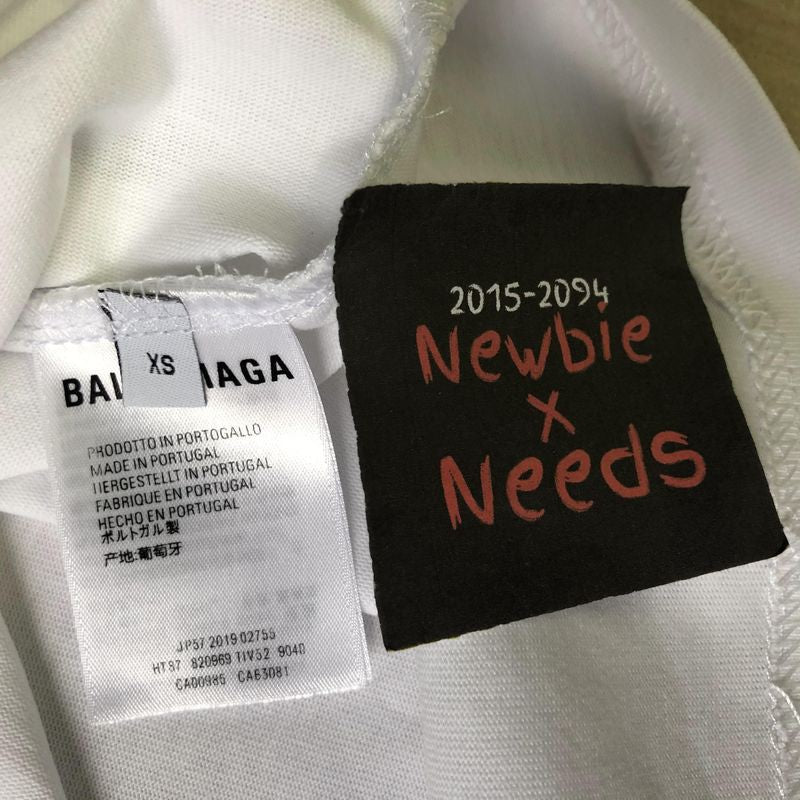 XS
BAL IAGA
PRODOTTO IN PORTOGALLO
MADE IN PORTUGAL
HERGESTELLT IN PORTUGAL
FABRIQUE EN PORTUGAL
HECHO EN PORTUGAL
ポルトガル製
产地:葡萄牙
JP57 2019 02755
HT37 820969 TIV52 9040
CA00985 CA63081
2015-2094
Newbie
x
Needs